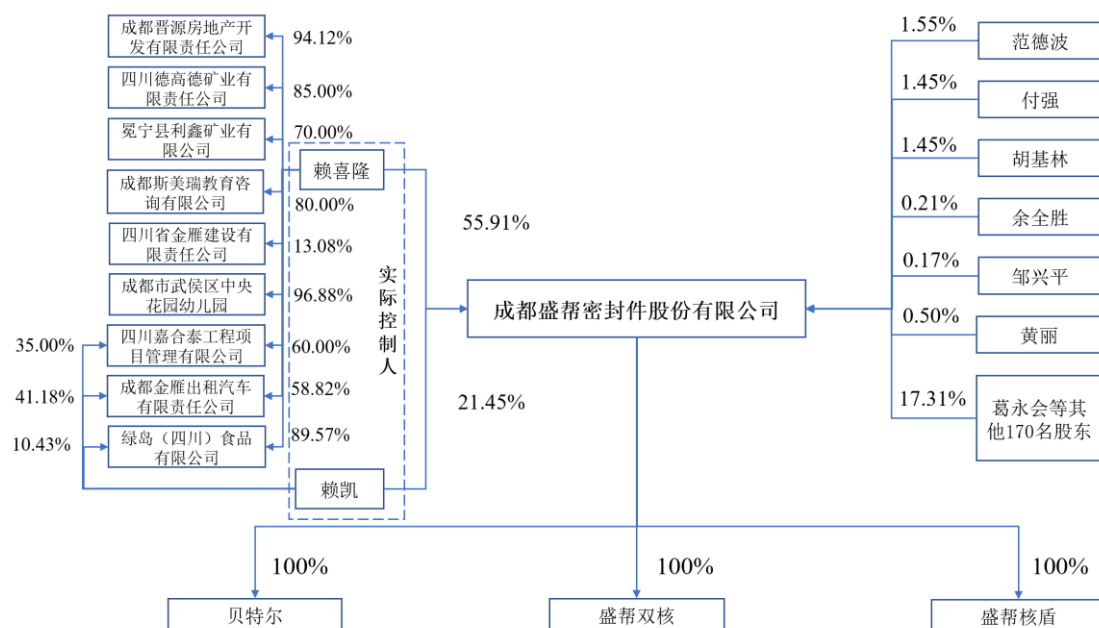 成都晋源房地产开
发有限责任公司
94.12%
四川德高德矿业有
限责任公司
85.00%
冕宁县利鑫矿业有
限公司
70.00%
成都斯美瑞教育咨
询有限公司
80.00%
四川省金雁建设有
限责任公司
13.08%
成都市武侯区中央
花园幼儿园
96.88%
四川嘉合泰工程项
目管理有限公司
60.00%
35.00%
成都金雁出租汽车
有限责任公司
58.82%
41.18%
绿岛（四川）食品
有限公司
89.57%
10.43%
赖喜隆
实际控制人
赖凯
55.91%
21.45%
成都盛帮密封件股份有限公司
1.55%
范德波
1.45%
付强
1.45%
胡基林
0.21%
余全胜
0.17%
邹兴平
0.50%
黄丽
17.31%
葛永会等其
他170名股东
100%
贝特尔
100%
盛帮双核
100%
盛帮核盾